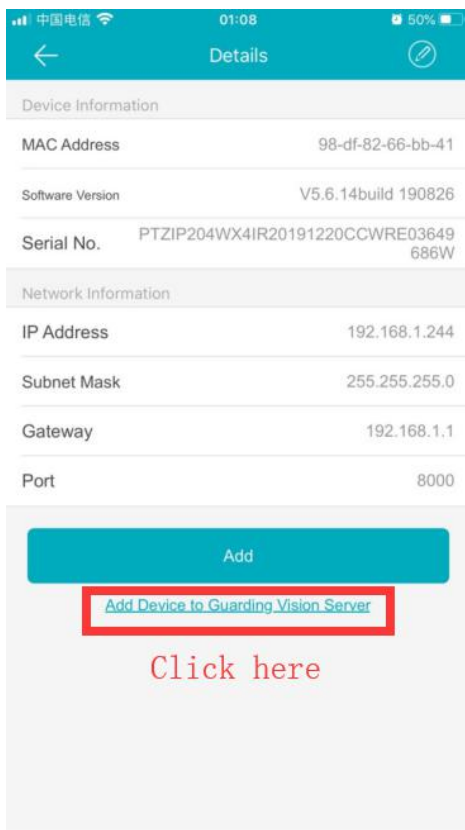 中国电信 01:08 50%
Details
Device Information
MAC Address 98-df-82-66-bb-41
Software Version V5.6.14build 190826
Serial No. PTZIP204WX4IR20191220CCWRE03649
686W
Network Information
IP Address 192.168.1.244
Subnet Mask 255.255.255.0
Gateway 192.168.1.1
Port 8000
Add
Add Device to Guarding Vision Server
Click here